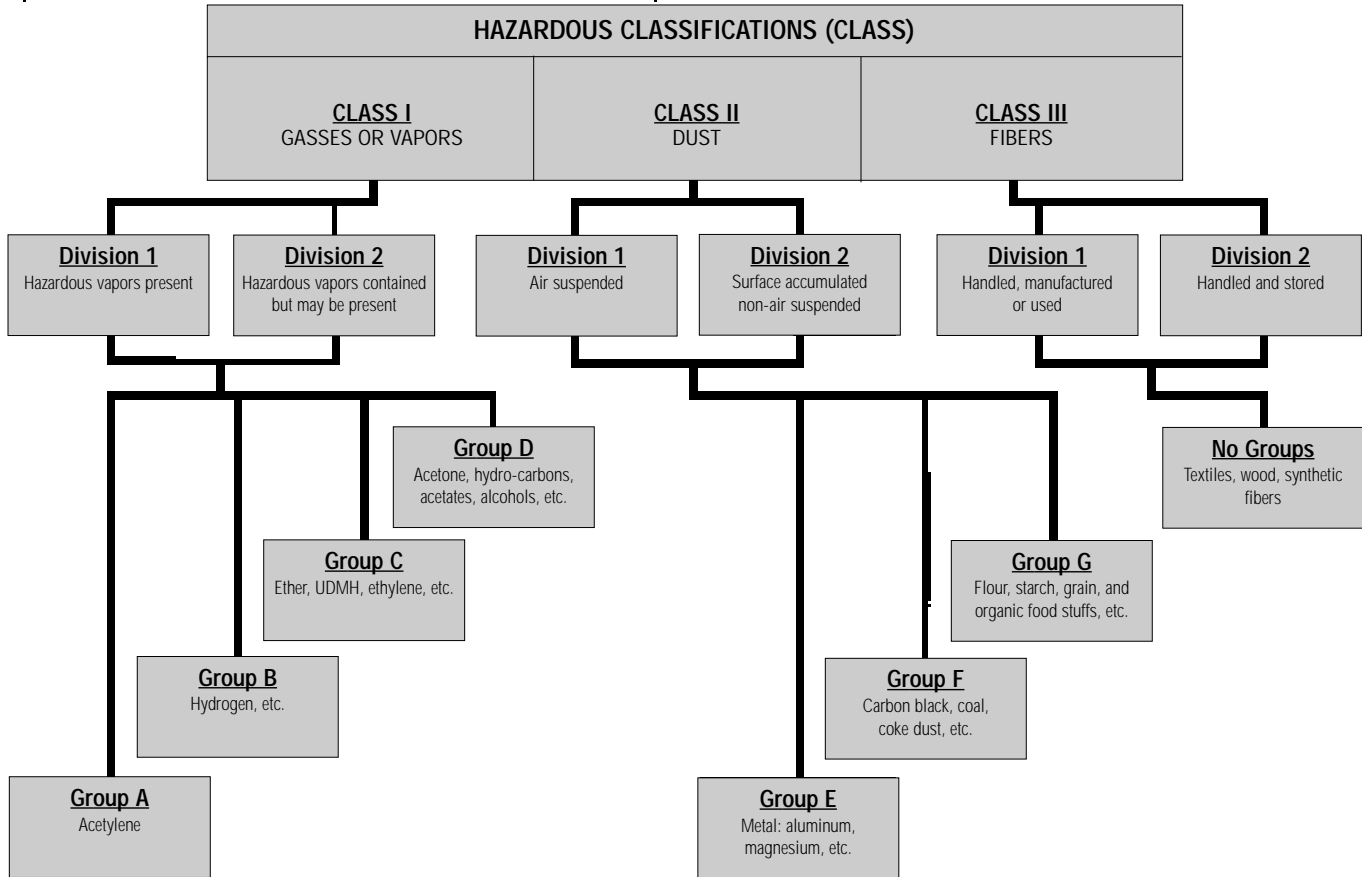 HAZARDOUS CLASSIFICATIONS (CLASS)
CLASS I
GASSES OR VAPORS
CLASS II
DUST
CLASS III
FIBERS
Division 1
Hazardous vapors present
Division 2
Hazardous vapors contained
but may be present
Division 1
Air suspended
Division 2
Surface accumulated
non-air suspended
Division 1
Handled, manufactured
or used
Division 2
Handled and stored
Group D
Acetone, hydro-carbons,
acetates, alcohols, etc.
No Groups
Textiles, wood, synthetic
fibers
Group C
Ether, UDMH, ethylene, etc.
Group G
Flour, starch, grain, and
organic food stuffs, etc.
Group B
Hydrogen, etc.
Group F
Carbon black, coal,
coke dust, etc.
Group A
Acetylene
Group E
Metal: aluminum,
magnesium, etc.